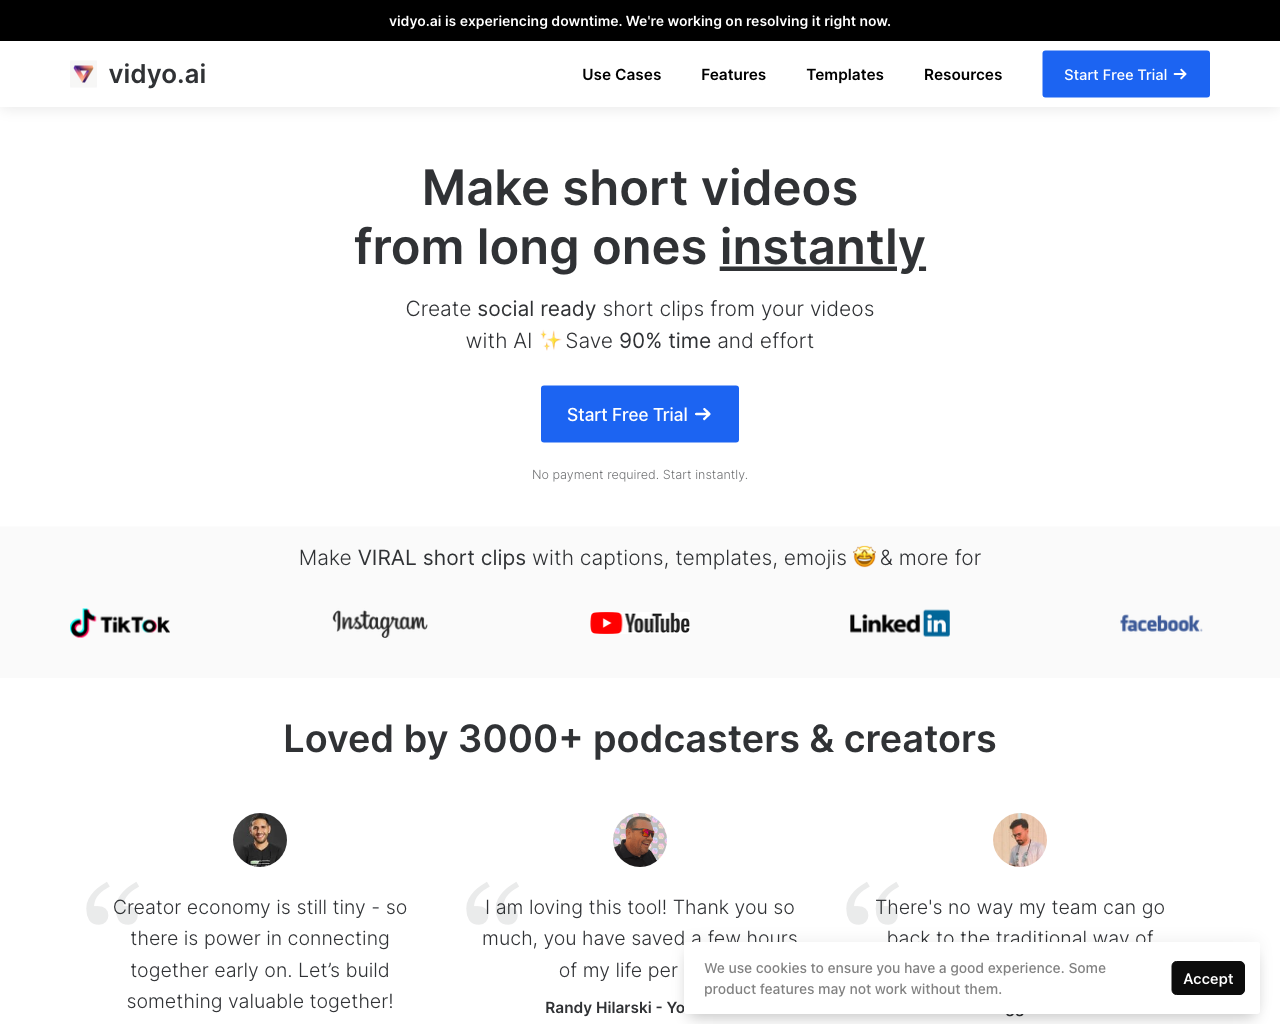 vidyo.ai is experiencing downtime. We're working on resolving it right now.
vidyo.ai
Use Cases
Features
Templates
Resources
Start Free Trial →
Make short videos
from long ones instantly
Create social ready short clips from your videos
with AI ✨ Save 90% time and effort
Start Free Trial →
No payment required. Start instantly.
Make VIRAL short clips with captions, templates, emojis 🤩 & more for
TikTok
Instagram
YouTube
Linked in
facebook.
Loved by 3000+ podcasters & creators
Creator economy is still tiny - so
there is power in connecting
together early on. Let’s build
something valuable together!
I am loving this tool! Thank you so
much, you have saved a few hours
of my life per
Randy Hilarski - Yo
There's no way my team can go
back to the traditional way of
We use cookies to ensure you have a good experience. Some
product features may not work without them.
Accept